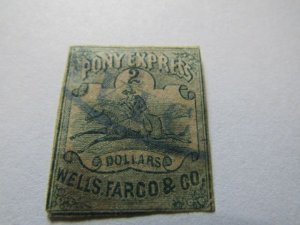 PONY EXPRESS
2
DOLLARS
WELLS, FARGO & CO.